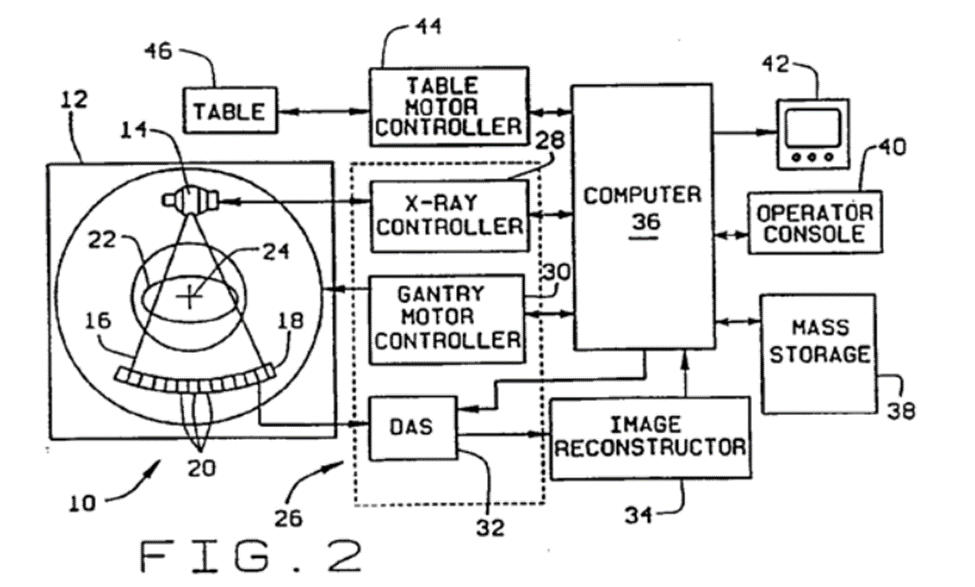 44
46
42
TABLE
TABLE
MOTOR
CONTROLLER
12
14
28
40
X-RAY
CONTROLLER
COMPUTER
36
OPERATOR
CONSOLE
22
24
30
GANTRY
MOTOR
CONTROLLER
16
18
MASS
STORAGE
38
DAS
IMAGE
RECONSTRUCTOR
20
10
26
32
34
FIG. 2